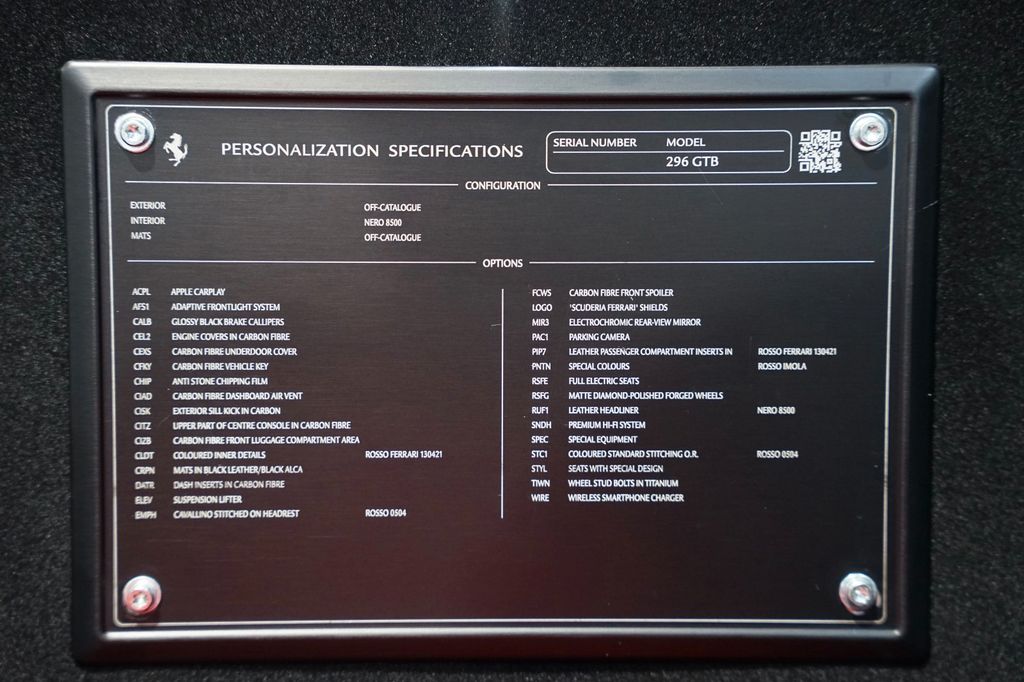 PERSONALIZATION SPECIFICATIONS
SERIAL NUMBER MODEL
296 GTB
CONFIGURATION
EXTERIOR OFF-CATALOGUE
INTERIOR NERO 8500
MATS OFF-CATALOGUE
OPTIONS
ACPL APPLE CARPLAY
AFS1 ADAPTIVE FRONTLIGHT SYSTEM
CALB GLOSSY BLACK BRAKE CALLIPERS
CEL2 ENGINE COVERS IN CARBON FIBRE
CEXS CARBON FIBRE UNDERDOOR COVER
CFKY CARBON FIBRE VEHICLE KEY
CHIP ANTI STONE CHIPPING FILM
CIAD CARBON FIBRE DASHBOARD AIR VENT
CISK EXTERIOR SILL KICK IN CARBON
CITZ UPPER PART OF CENTRE CONSOLE IN CARBON FIBRE
CIZB CARBON FIBRE FRONT LUGGAGE COMPARTMENT AREA
CLDT COLOURED INNER DETAILS ROSSO FERRARI 130421
CRPN MATS IN BLACK LEATHER/BLACK ALCA
DATR DASH INSERTS IN CARBON FIBRE
ELEV SUSPENSION LIFTER
EMPH CAVALLINO STITCHED ON HEADREST ROSSO 0504
FCWS CARBON FIBRE FRONT SPOILER
LOGO 'SCUDERIA FERRARI' SHIELDS
MIR3 ELECTROCHROMIC REAR-VIEW MIRROR
PAC1 PARKING CAMERA
PIP7 LEATHER PASSENGER COMPARTMENT INSERTS IN ROSSO FERRARI 130421
PNTN SPECIAL COLOURS ROSSO IMOLA
RSFE FULL ELECTRIC SEATS
RSFG MATTE DIAMOND-POLISHED FORGED WHEELS
RUF1 LEATHER HEADLINER NERO 8500
SNDH PREMIUM HI-FI SYSTEM
SPEC SPECIAL EQUIPMENT
STC1 COLOURED STANDARD STITCHING O.R. ROSSO 0504
STYL SEATS WITH SPECIAL DESIGN
TIWN WHEEL STUD BOLTS IN TITANIUM
WIRE WIRELESS SMARTPHONE CHARGER